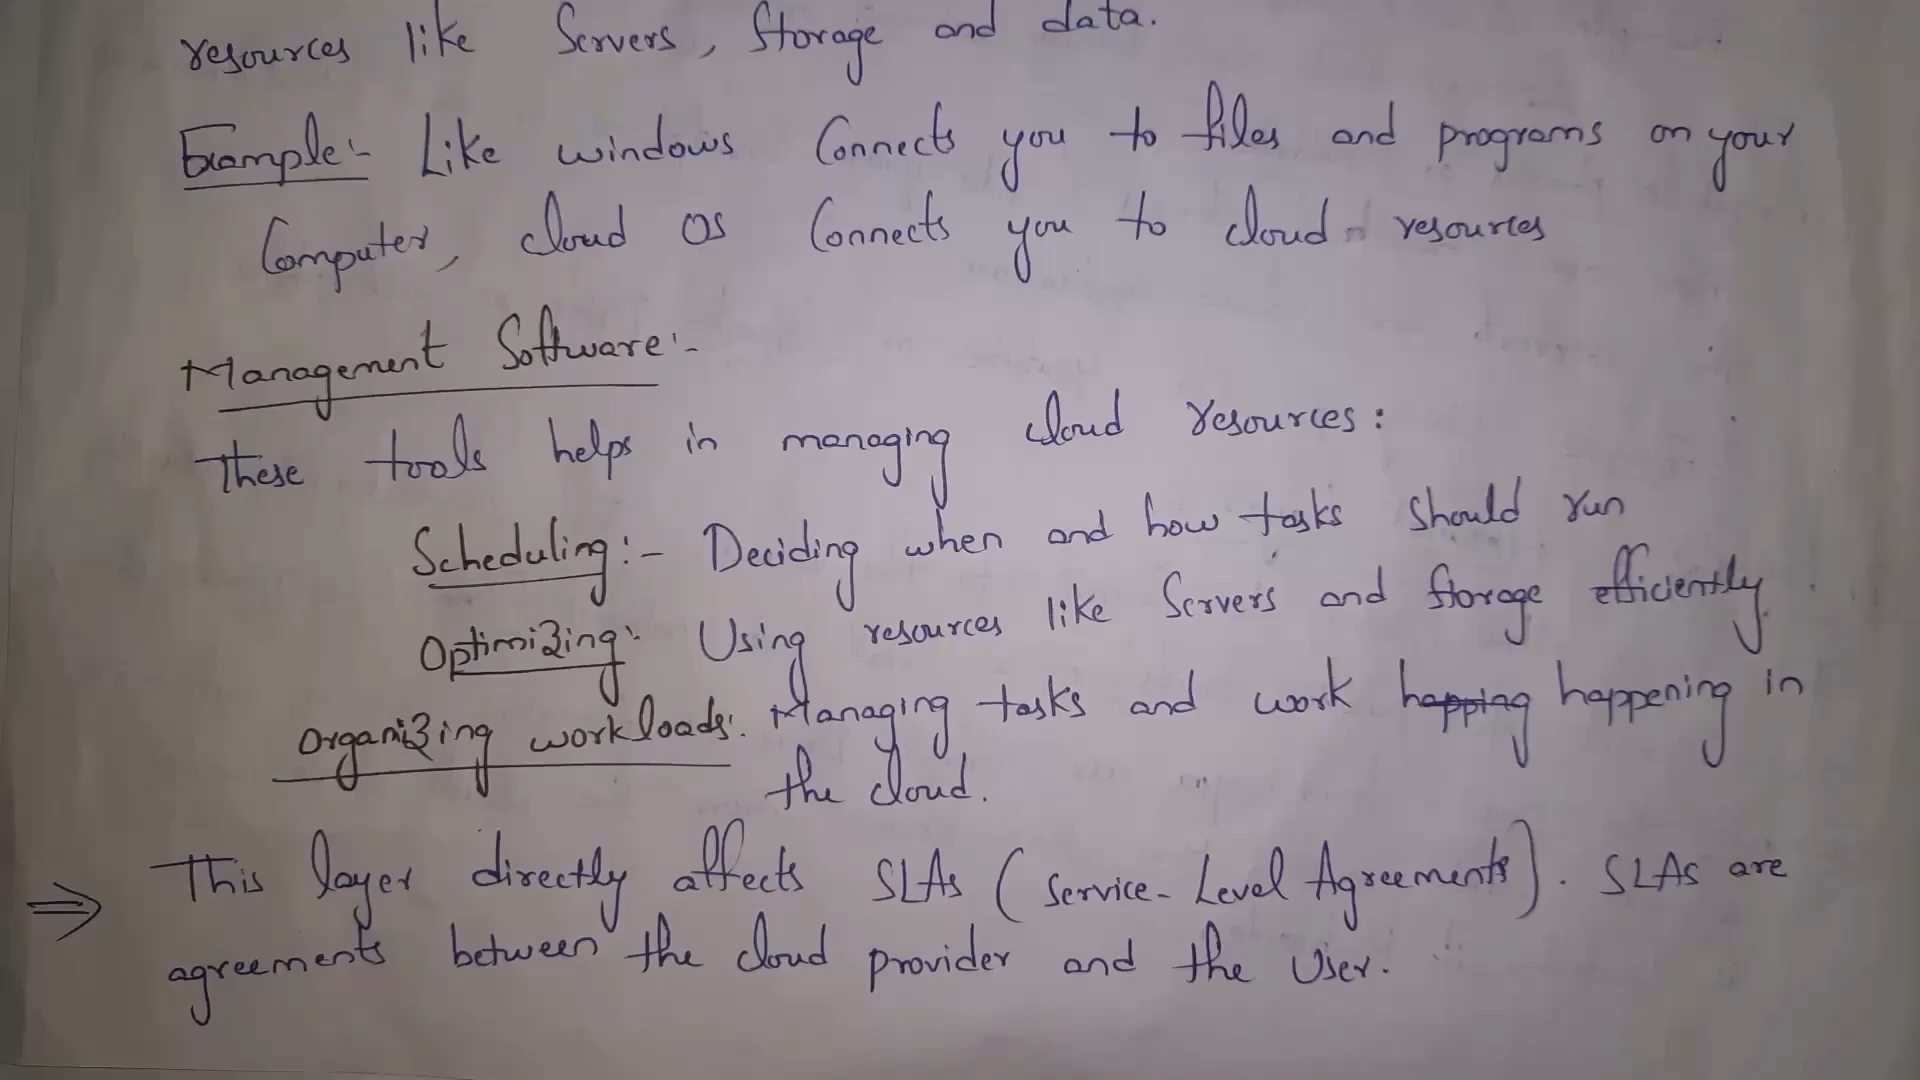 resources like Servers, Storage and data.
Example:- Like windows Connects you to files and programs on your
Computer, cloud OS Connects you to cloud resources
Management Software:-
These tools helps in managing cloud resources:
Scheduling:- Deciding when and how tasks should run
Optimizing:- Using resources like Servers and Storage efficiently
Organizing workloads:. Managing tasks and work happing happening in
the cloud.
⇒ This layer directly affects SLAs (Service-Level Agreements). SLAs are
agreements between the cloud provider and the User.